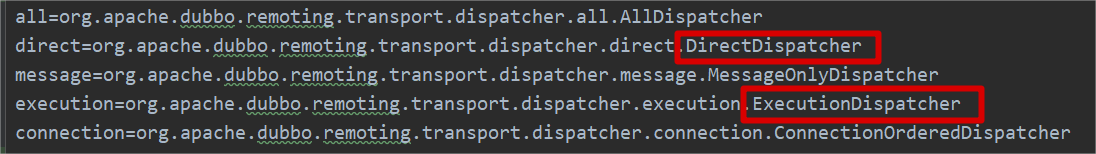 all=org.apache.dubbo.remoting.transport.dispatcher.all.AllDispatcher
direct=org.apache.dubbo.remoting.transport.dispatcher.direct.DirectDispatcher
message=org.apache.dubbo.remoting.transport.dispatcher.message.MessageOnlyDispatcher
execution=org.apache.dubbo.remoting.transport.dispatcher.execution.ExecutionDispatcher
connection=org.apache.dubbo.remoting.transport.dispatcher.connection.ConnectionOrderedDispatcher